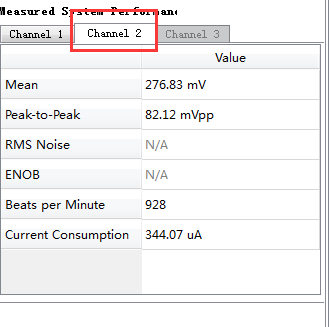 Measured System Performanc
Channel 1 Channel 2 Channel 3
Value
Mean 276.83 mV
Peak-to-Peak 82.12 mVpp
RMS Noise N/A
ENOB N/A
Beats per Minute 928
Current Consumption 344.07 uA